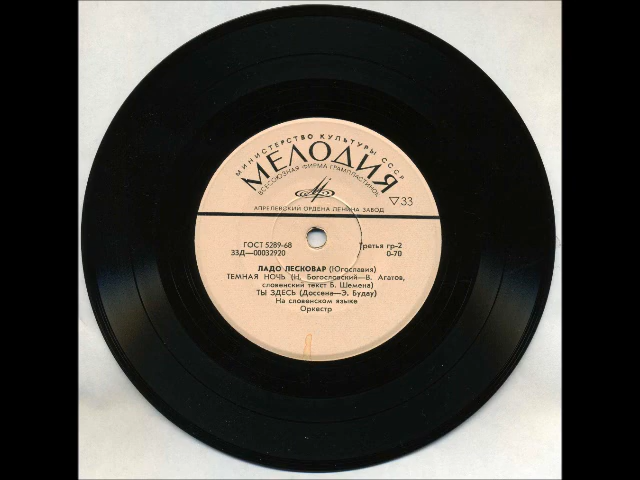 МИНИСТЕРСТВО КУЛЬТУРЫ СССР
МЕЛОДИЯ
ВСЕСОЮЗНАЯ ФИРМА ГРАМПЛАСТИНОК
▽33
АПРЕЛЕВСКИЙ ОРДЕНА ЛЕНИНА ЗАВОД
ГОСТ 5289-68 Третья гр-2
33Д—00032920 0-70
ЛАДО ЛЕСКОВАР (Югославия)
ТЕМНАЯ НОЧЬ (Н. Богословский—В. Агатов,
словенский текст Б. Шемена)
ТЫ ЗДЕСЬ (Доссена—Э. Будау)
На словенском языке
Оркестр